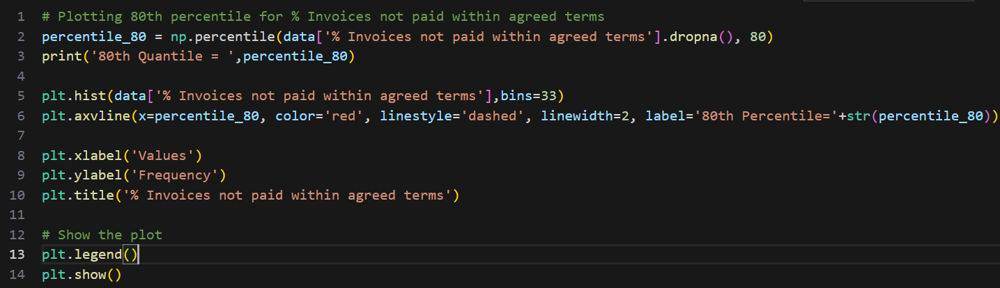 1 # Plotting 80th percentile for % Invoices not paid within agreed terms
2 percentile_80 = np.percentile(data['% Invoices not paid within agreed terms'].dropna(), 80)
3 print('80th Quantile = ',percentile_80)
4
5 plt.hist(data['% Invoices not paid within agreed terms'],bins=33)
6 plt.axvline(x=percentile_80, color='red', linestyle='dashed', linewidth=2, label='80th Percentile='+str(percentile_80))
7
8 plt.xlabel('Values')
9 plt.ylabel('Frequency')
10 plt.title('% Invoices not paid within agreed terms')
11
12 # Show the plot
13 plt.legend()
14 plt.show()